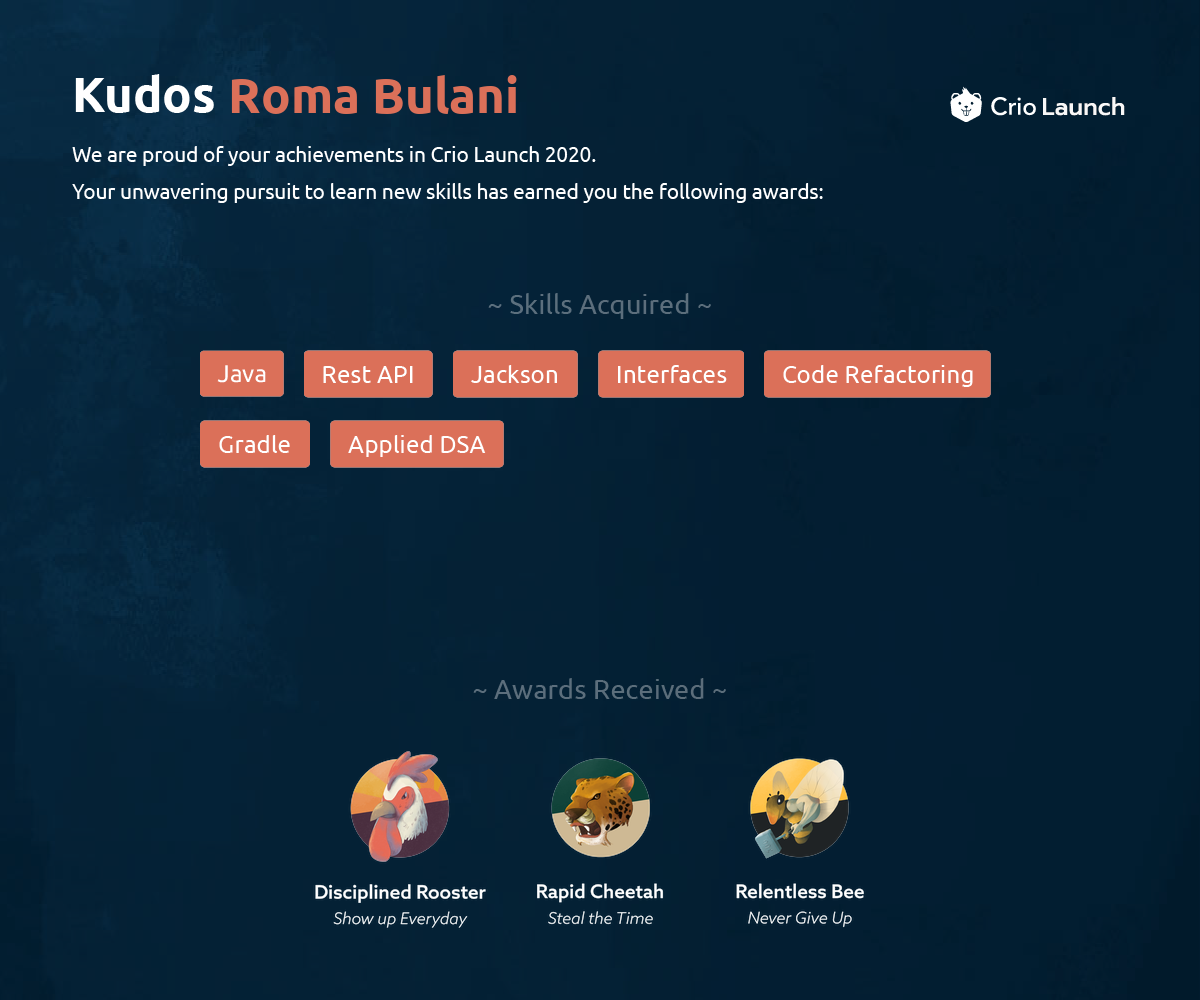 Kudos Roma Bulani
Crio Launch
We are proud of your achievements in Crio Launch 2020.
Your unwavering pursuit to learn new skills has earned you the following awards:
~ Skills Acquired ~
Java Rest API Jackson Interfaces Code Refactoring
Gradle Applied DSA
~ Awards Received ~
Disciplined Rooster Rapid Cheetah Relentless Bee
Show up Everyday Steal the Time Never Give Up